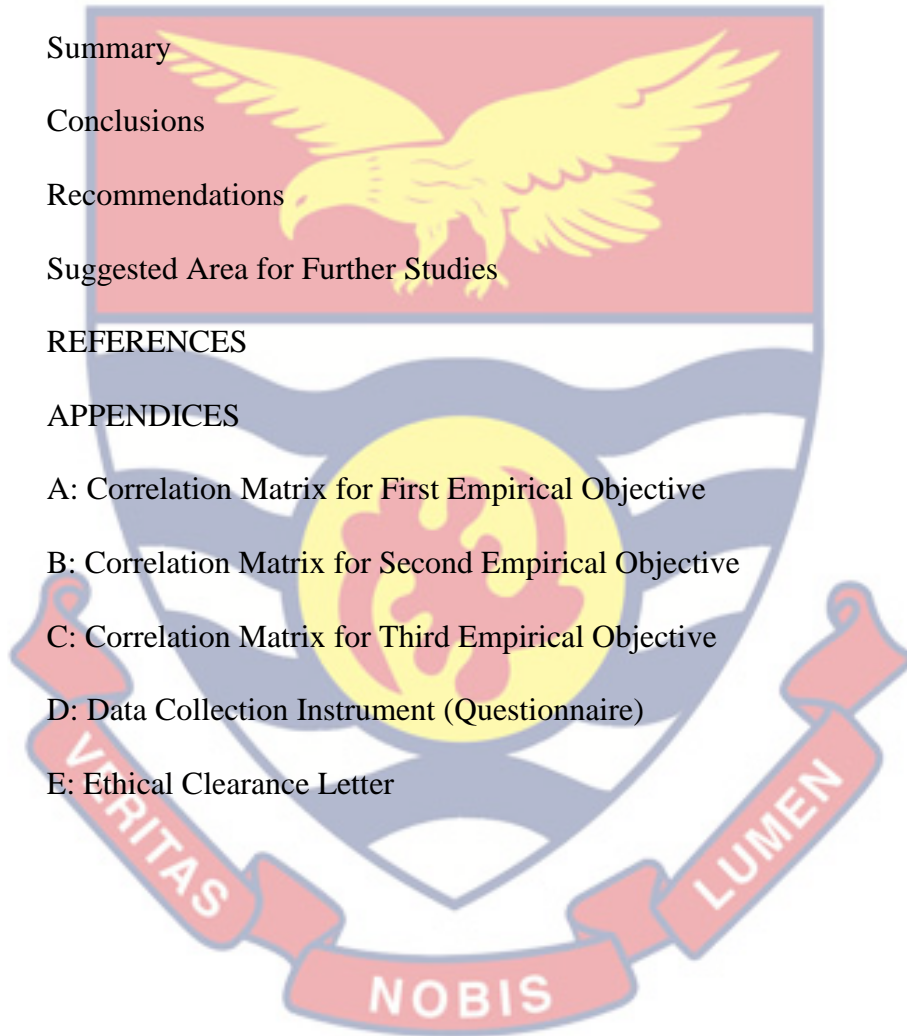 Summary
Conclusions
Recommendations
Suggested Area for Further Studies
REFERENCES
APPENDICES
A: Correlation Matrix for First Empirical Objective
B: Correlation Matrix for Second Empirical Objective
C: Correlation Matrix for Third Empirical Objective
D: Data Collection Instrument (Questionnaire)
E: Ethical Clearance Letter
VERITAS
NOBIS
LUMEN